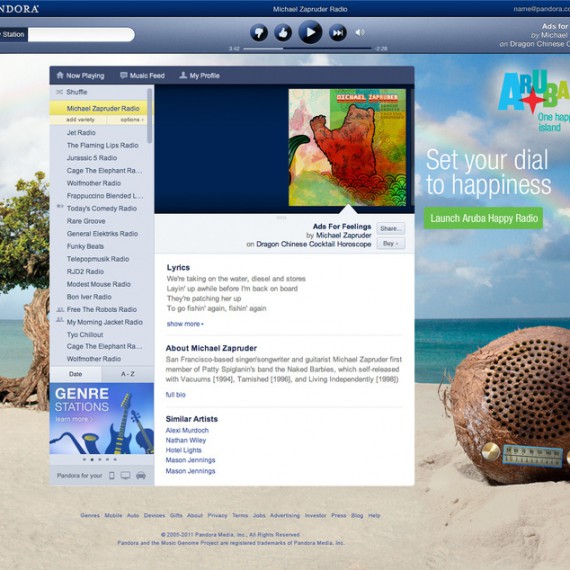 PANDORA
Michael Zapruder Radio
name@pandora.co
Station
3:42
-2:28
Ads for
by Michael
on Dragon Chinese C
Now Playing
Music Feed
My Profile
Shuffle
Michael Zapruder Radio
add variety
options
Jet Radio
The Flaming Lips Radio
Jurassic 5 Radio
Cage The Elephant Ra...
Wolfmother Radio
Frappuccino Blended L...
Today's Comedy Radio
Rare Groove
General Elektriks Radio
Funky Beats
Telepopmusik Radio
RJD2 Radio
Modest Mouse Radio
Bon Iver Radio
Free The Robots Radio
My Morning Jacket Radio
Tyo Chillout
Cage The Elephant Ra...
Wolfmother Radio
Date
A - Z
GENRE
STATIONS
learn more
Pandora for your
MICHAEL ZAPRUDER
Ads For Feelings
by Michael Zapruder
on Dragon Chinese Cocktail Horoscope
Share...
Buy
Lyrics
We're taking on the water, diesel and stores
Layin' up awhile before I'm back on board
They're patching her up
To go fishin' again, fishin' again
show more
About Michael Zapruder
San Francisco-based singer/songwriter and guitarist Michael Zapruder first
member of Patty Spiglanin's band the Naked Barbies, which self-released
with Vacuums [1994], Tarnished [1996], and Living Independently [1998])
full bio
Similar Artists
Alexi Murdoch
Nathan Wiley
Hotel Lights
Mason Jennings
Mason Jennings
ARUBA
One happ
island
Set your dial
to happiness
Launch Aruba Happy Radio
Genres Mobile Auto Devices Gifts About Privacy Terms Jobs Advertising Investor Press Blog Help
© 2005-2011 Pandora Media, Inc., All Rights Reserved
Pandora and the Music Genome Project are registered trademarks of Pandora Media, Inc.